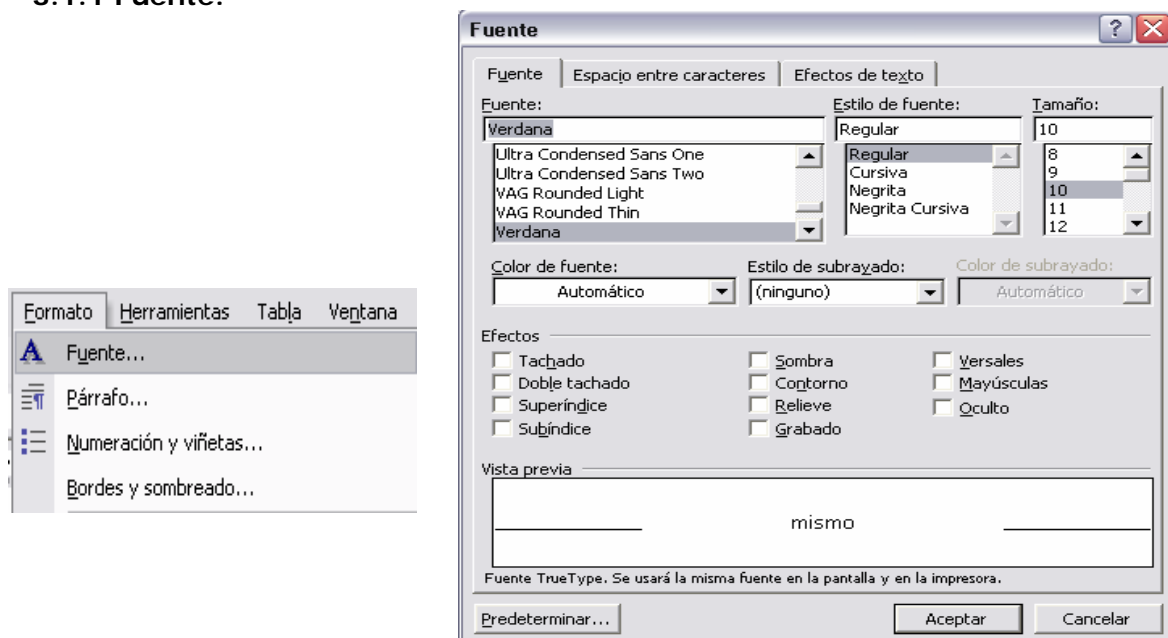 3.1.1 Fuente.
Formato Herramientas Tabla Ventana
Fuente...
Párrafo...
Numeración y viñetas...
Bordes y sombreado...
Fuente
Fuente Espacio entre caracteres Efectos de texto
Fuente: Estilo de fuente: Tamaño:
Verdana Regular 10
Ultra Condensed Sans One Regular 8
Ultra Condensed Sans Two Cursiva 9
VAG Rounded Light Negrita 10
VAG Rounded Thin Negrita Cursiva 11
Verdana 12
Color de fuente: Estilo de subrayado: Color de subrayado:
Automático (ninguno) Automático
Efectos
Tachado Sombra Versales
Doble tachado Contorno Mayúsculas
Superíndice Relieve Oculto
Subíndice Grabado
Vista previa
mismo
Fuente TrueType. Se usará la misma fuente en la pantalla y en la impresora.
Predeterminar... Aceptar Cancelar